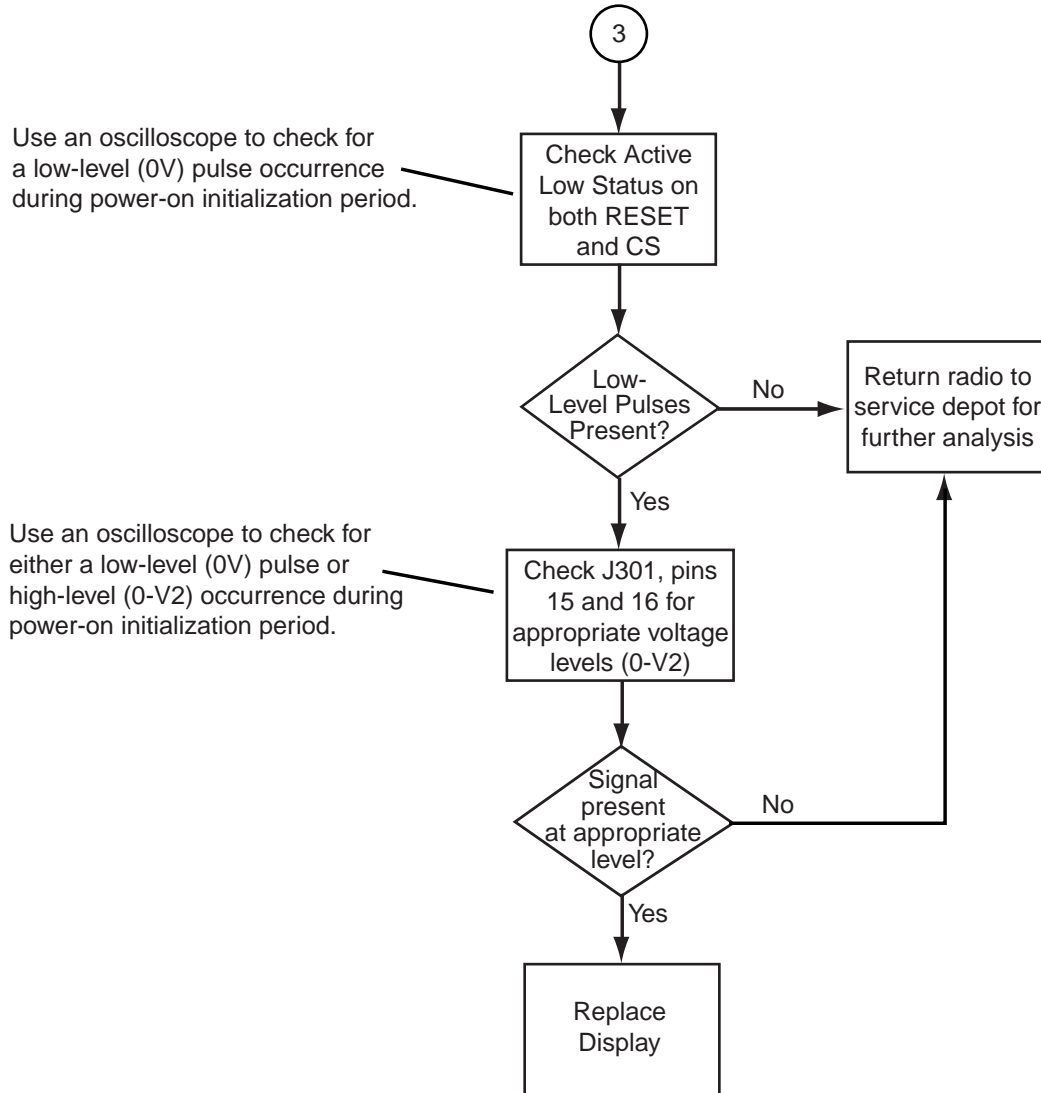 3
Use an oscilloscope to check for
a low-level (0V) pulse occurrence
during power-on initialization period.
Check Active
Low Status on
both RESET
and CS
Low-
Level Pulses
Present?
No
Return radio to
service depot for
further analysis
Yes
Use an oscilloscope to check for
either a low-level (0V) pulse or
high-level (0-V2) occurrence during
power-on initialization period.
Check J301, pins
15 and 16 for
appropriate voltage
levels (0-V2)
Signal
present
at appropriate
level?
No
Yes
Replace
Display